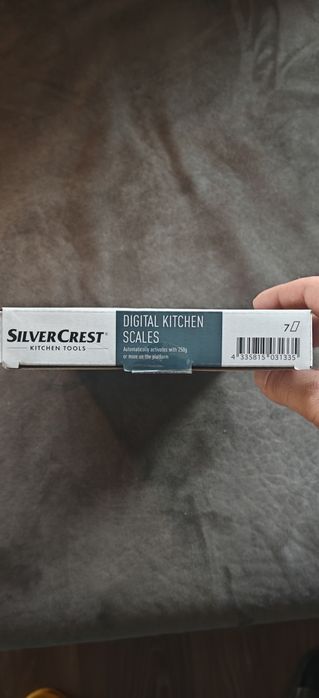 SILVERCREST®
KITCHEN TOOLS
DIGITAL KITCHEN
SCALES
Automatically activates with 250g
or more on the platform
7
4 335815 031335